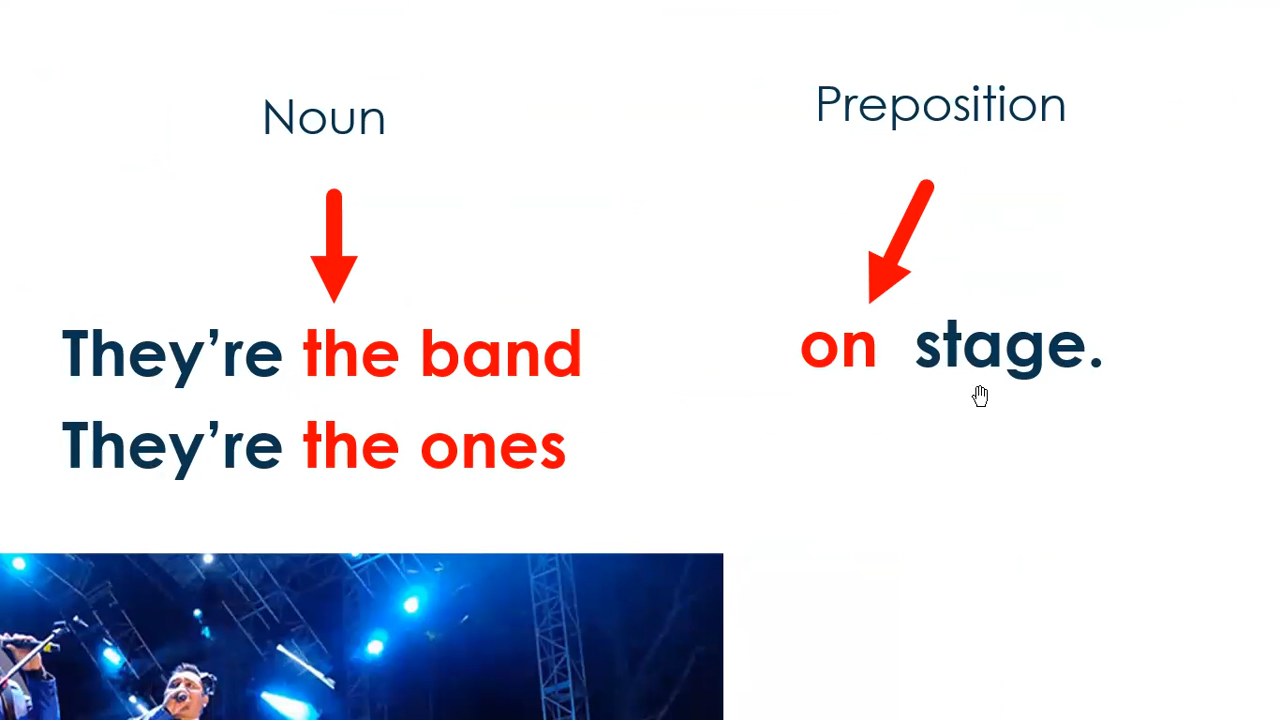 Noun
Preposition
They're the band
on stage.
They're the ones